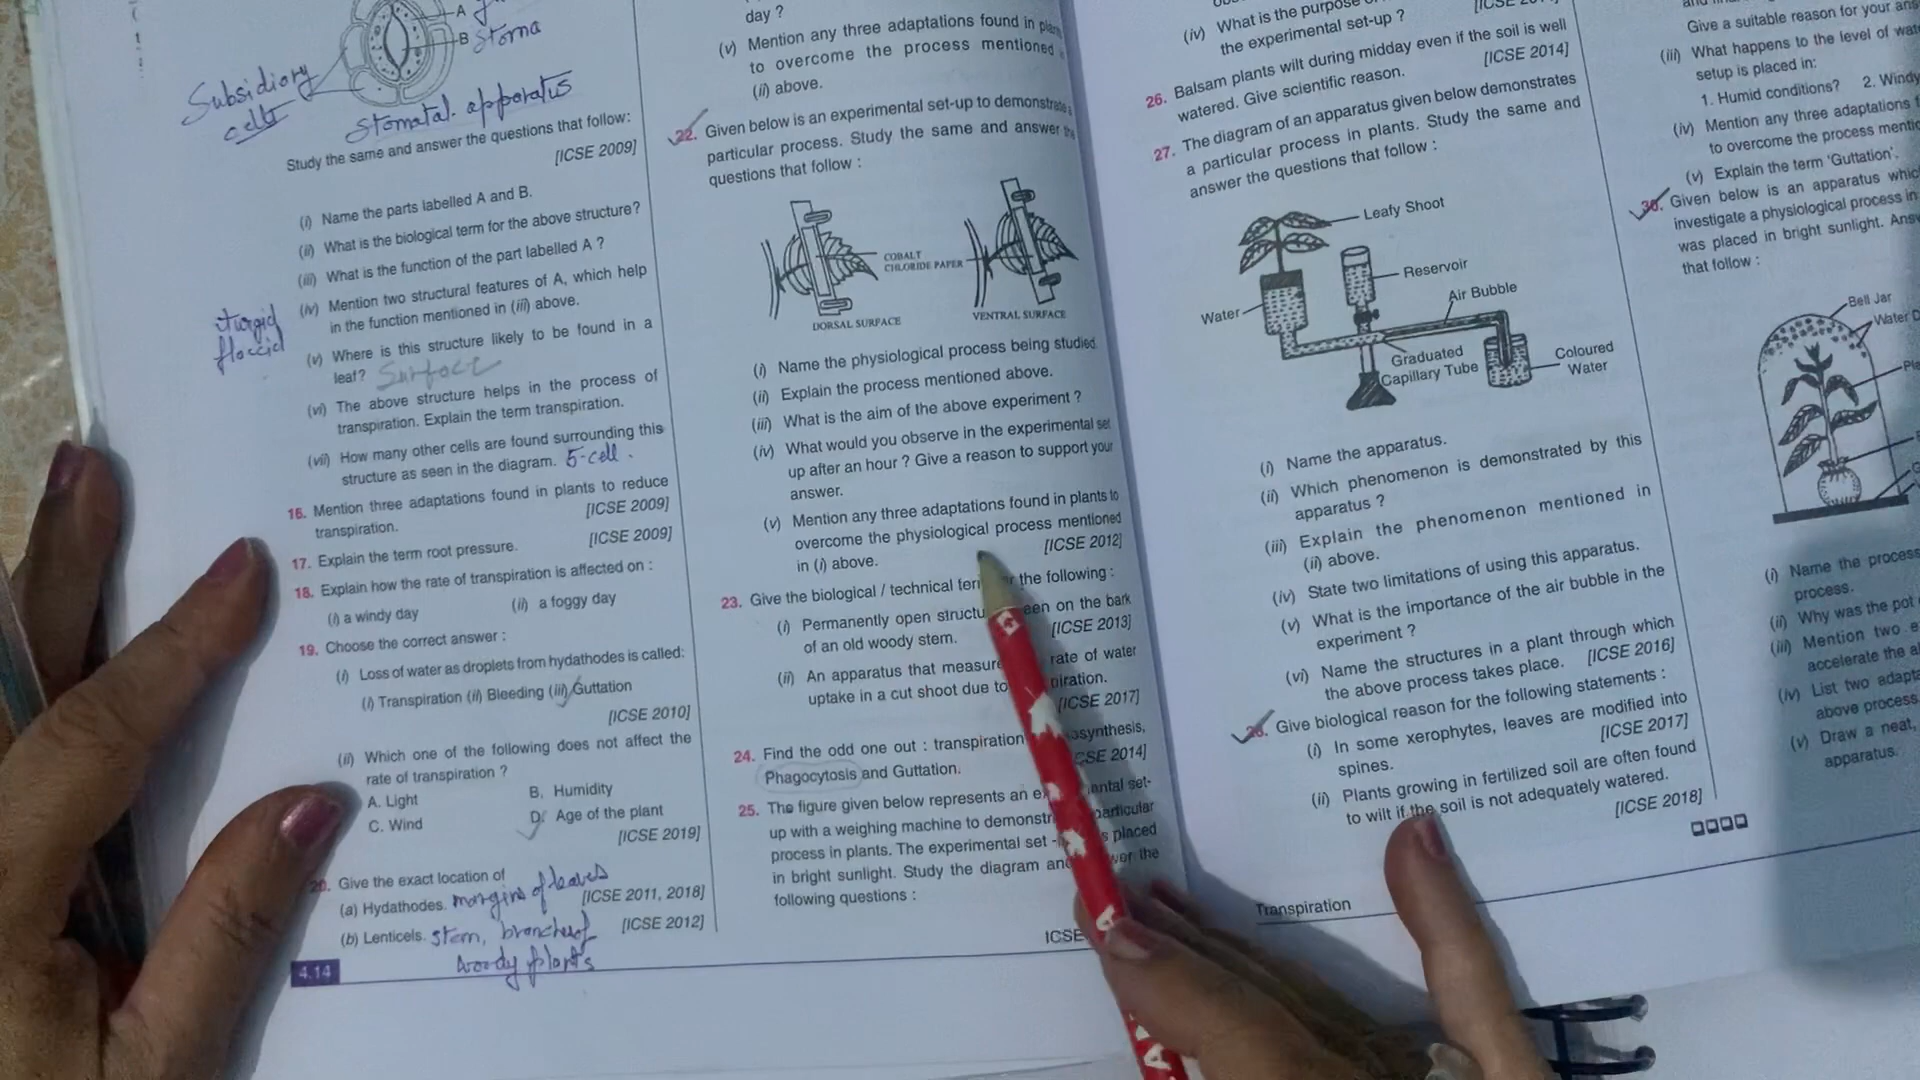 A
B Stoma
Subsidiory
cells
Stomatal apparatus
Study the same and answer the questions that follow:
[ICSE 2009]
(i) Name the parts labelled A and B.
(ii) What is the biological term for the above structure?
(iii) What is the function of the part labelled A ?
(iv) Mention two structural features of A, which help
in the function mentioned in (iii) above.
turgid
floccid
(v) Where is this structure likely to be found in a
leaf? Surface
(vi) The above structure helps in the process of
transpiration. Explain the term transpiration.
(vii) How many other cells are found surrounding this
structure as seen in the diagram. 5-cell.
16. Mention three adaptations found in plants to reduce
transpiration. [ICSE 2009]
17. Explain the term root pressure. [ICSE 2009]
18. Explain how the rate of transpiration is affected on :
(i) a windy day (ii) a foggy day
19. Choose the correct answer :
(i) Loss of water as droplets from hydathodes is called:
(i) Transpiration (ii) Bleeding (iii) Guttation
[ICSE 2010]
(ii) Which one of the following does not affect the
rate of transpiration ?
A. Light B. Humidity
C. Wind D. Age of the plant
[ICSE 2019]
20. Give the exact location of
(a) Hydathodes. margins of leaves [ICSE 2011, 2018]
(b) Lenticels. stem, branches of [ICSE 2012]
woody plants
4.14
day ?
(v) Mention any three adaptations found in
to overcome the process mentioned
(ii) above.
22. Given below is an experimental set-up to demonstrate
particular process. Study the same and answer
questions that follow :
COBALT
CHLORIDE PAPER
DORSAL SURFACE
VENTRAL SURFACE
(i) Name the physiological process being studied.
(ii) Explain the process mentioned above.
(iii) What is the aim of the above experiment ?
(iv) What would you observe in the experimental set
up after an hour ? Give a reason to support your
answer.
(v) Mention any three adaptations found in plants to
overcome the physiological process mentioned
in (i) above. [ICSE 2012]
23. Give the biological / technical the following :
(i) Permanently open on the bark
of an old woody stem. [ICSE 2013]
(ii) An apparatus that rate of water
uptake in a cut shoot due to
[ICSE 2017]
24. Find the odd one out : transpiration
Phagocytosis and Guttation. 2014]
25. The figure given below represents an set-
up with a weighing machine to particular
process in plants. The experimental set - placed
in bright sunlight. Study the diagram the
following questions :
ICSE
(iv) What is the purpose
the experimental set-up ?
26. Balsam plants wilt during midday even if the soil is well
watered. Give scientific reason. [ICSE 2014]
27. The diagram of an apparatus given below demonstrates
a particular process in plants. Study the same and
answer the questions that follow :
Leafy Shoot
Reservoir
Air Bubble
Water
Graduated
Capillary Tube
Coloured
Water
(i) Name the apparatus.
(ii) Which phenomenon is demonstrated by this
apparatus ?
(iii) Explain the phenomenon mentioned in
(ii) above.
(iv) State two limitations of using this apparatus.
(v) What is the importance of the air bubble in the
experiment ?
(vi) Name the structures in a plant through which
the above process takes place. [ICSE 2016]
28. Give biological reason for the following statements :
(i) In some xerophytes, leaves are modified into
spines. [ICSE 2017]
(ii) Plants growing in fertilized soil are often found
to wilt if the soil is not adequately watered.
[ICSE 2018]
Transpiration
Give a suitable reason for your
(iii) What happens to the level of
setup is placed in:
1. Humid conditions? 2. Windy
(iv) Mention any three adaptations
to overcome the process
(v) Explain the term 'Guttation'.
30. Given below is an apparatus
investigate a physiological process in
was placed in bright sunlight.
that follow :
Bell Jar
Water
(i) Name the process
process.
(ii) Why was the pot
(iii) Mention two
accelerate the
(iv) List two
above process
(v) Draw a neat,
apparatus.